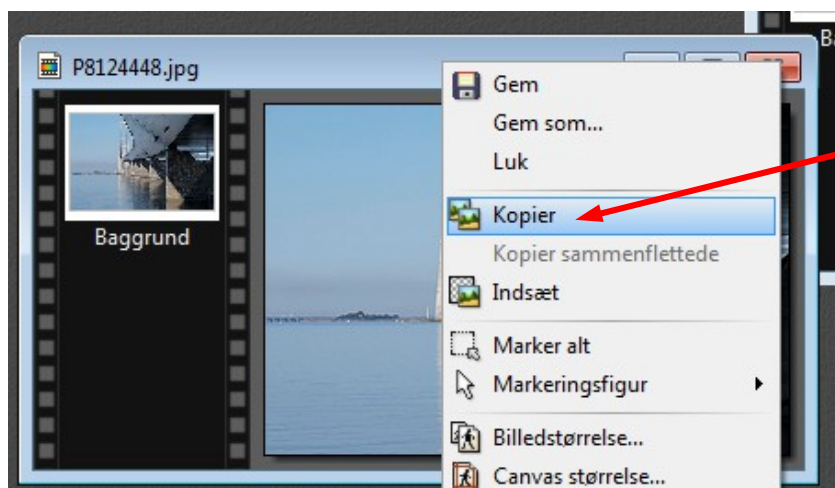 P8124448.jpg
Baggrund
Gem
Gem som...
Luk
Kopier
Kopier sammenflettede
Indsæt
Marker alt
Markeringsfigur
Billedstørrelse...
Canvas størrelse...